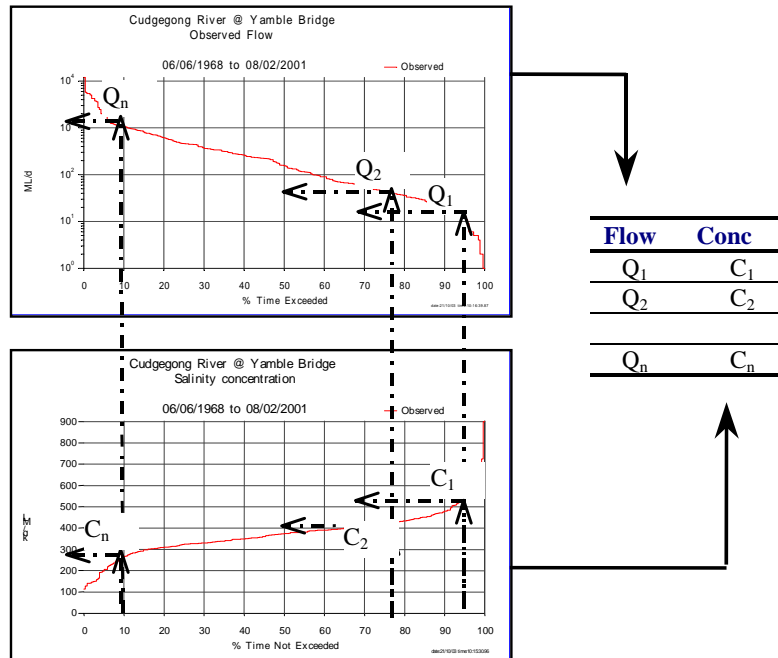 Cudgegong River @ Yamble Bridge
Observed Flow
06/06/1968 to 08/02/2001
Observed
10⁴
10³
10²
10¹
10⁰
ML/d
Qₙ
Q₂
Q₁
0 10 20 30 40 50 60 70 80 90 100
% Time Exceeded
Flow Conc
Q₁ C₁
Q₂ C₂
Qₙ Cₙ
Cudgegong River @ Yamble Bridge
Salinity concentration
06/06/1968 to 08/02/2001
Observed
900
800
700
600
500
400
300
200
100
0
C₁
Cₙ
C₂
0 10 20 30 40 50 60 70 80 90 100
% Time Not Exceeded